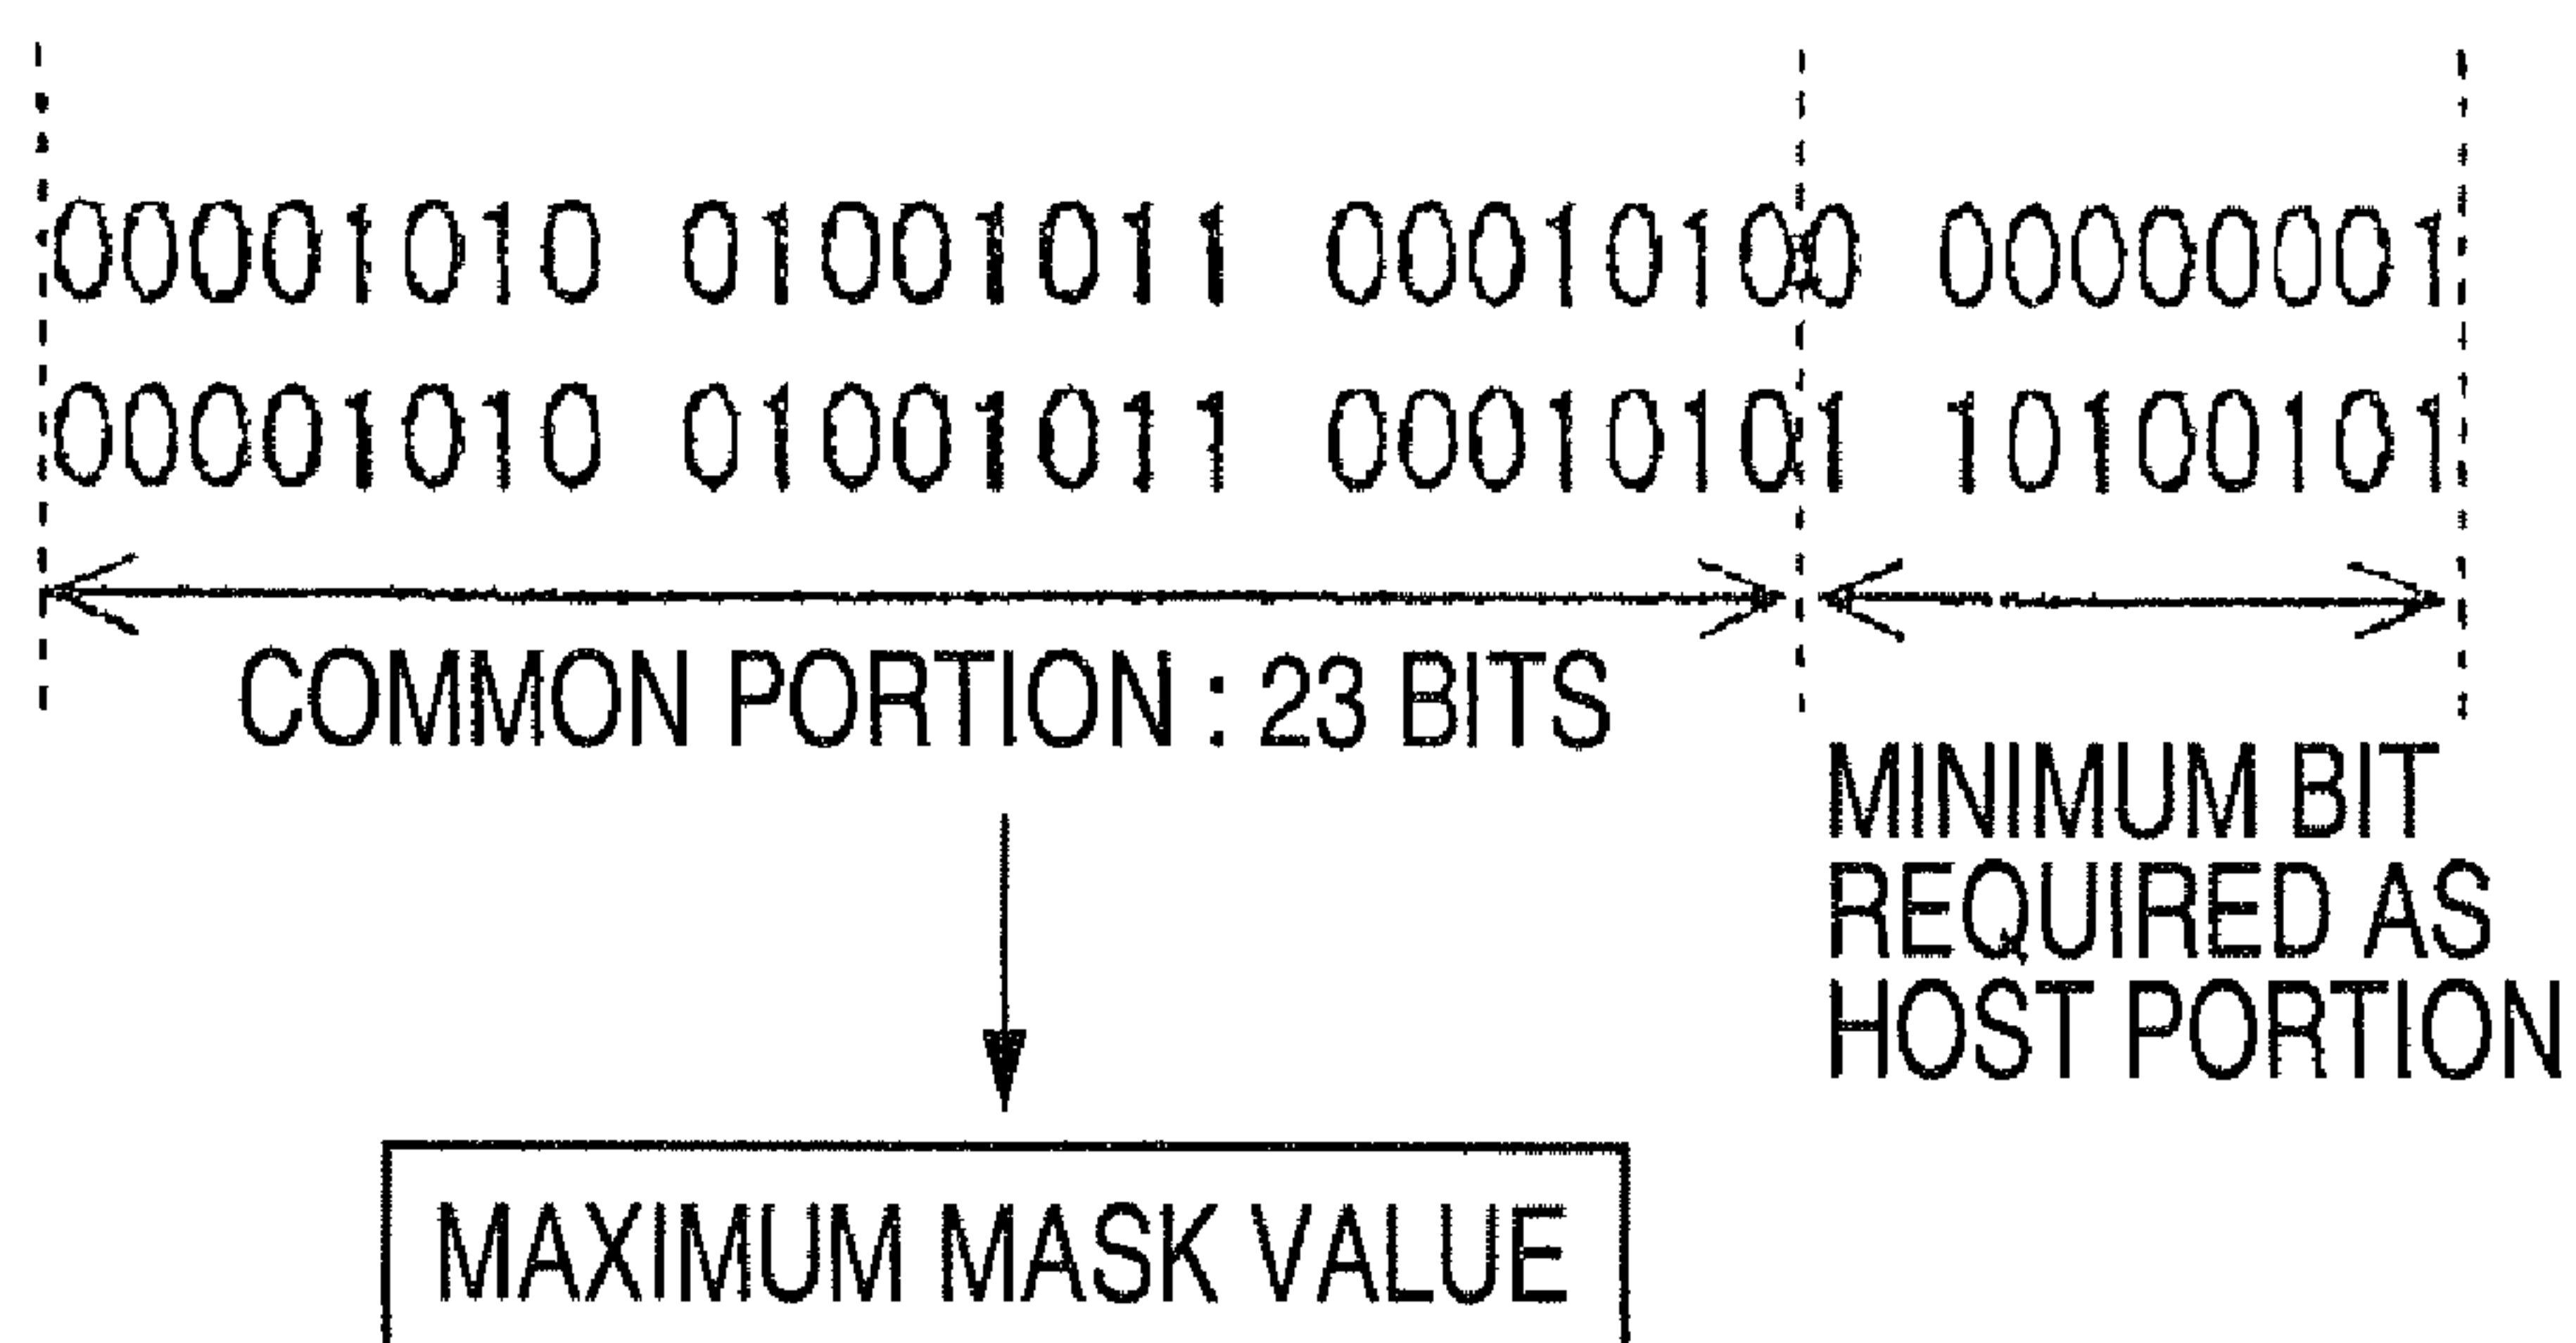 00001010 01001011 00010100 00000001
00001010 01001011 00010101 10100101
COMMON PORTION : 23 BITS
MINIMUM BIT
REQUIRED AS
HOST PORTION
MAXIMUM MASK VALUE